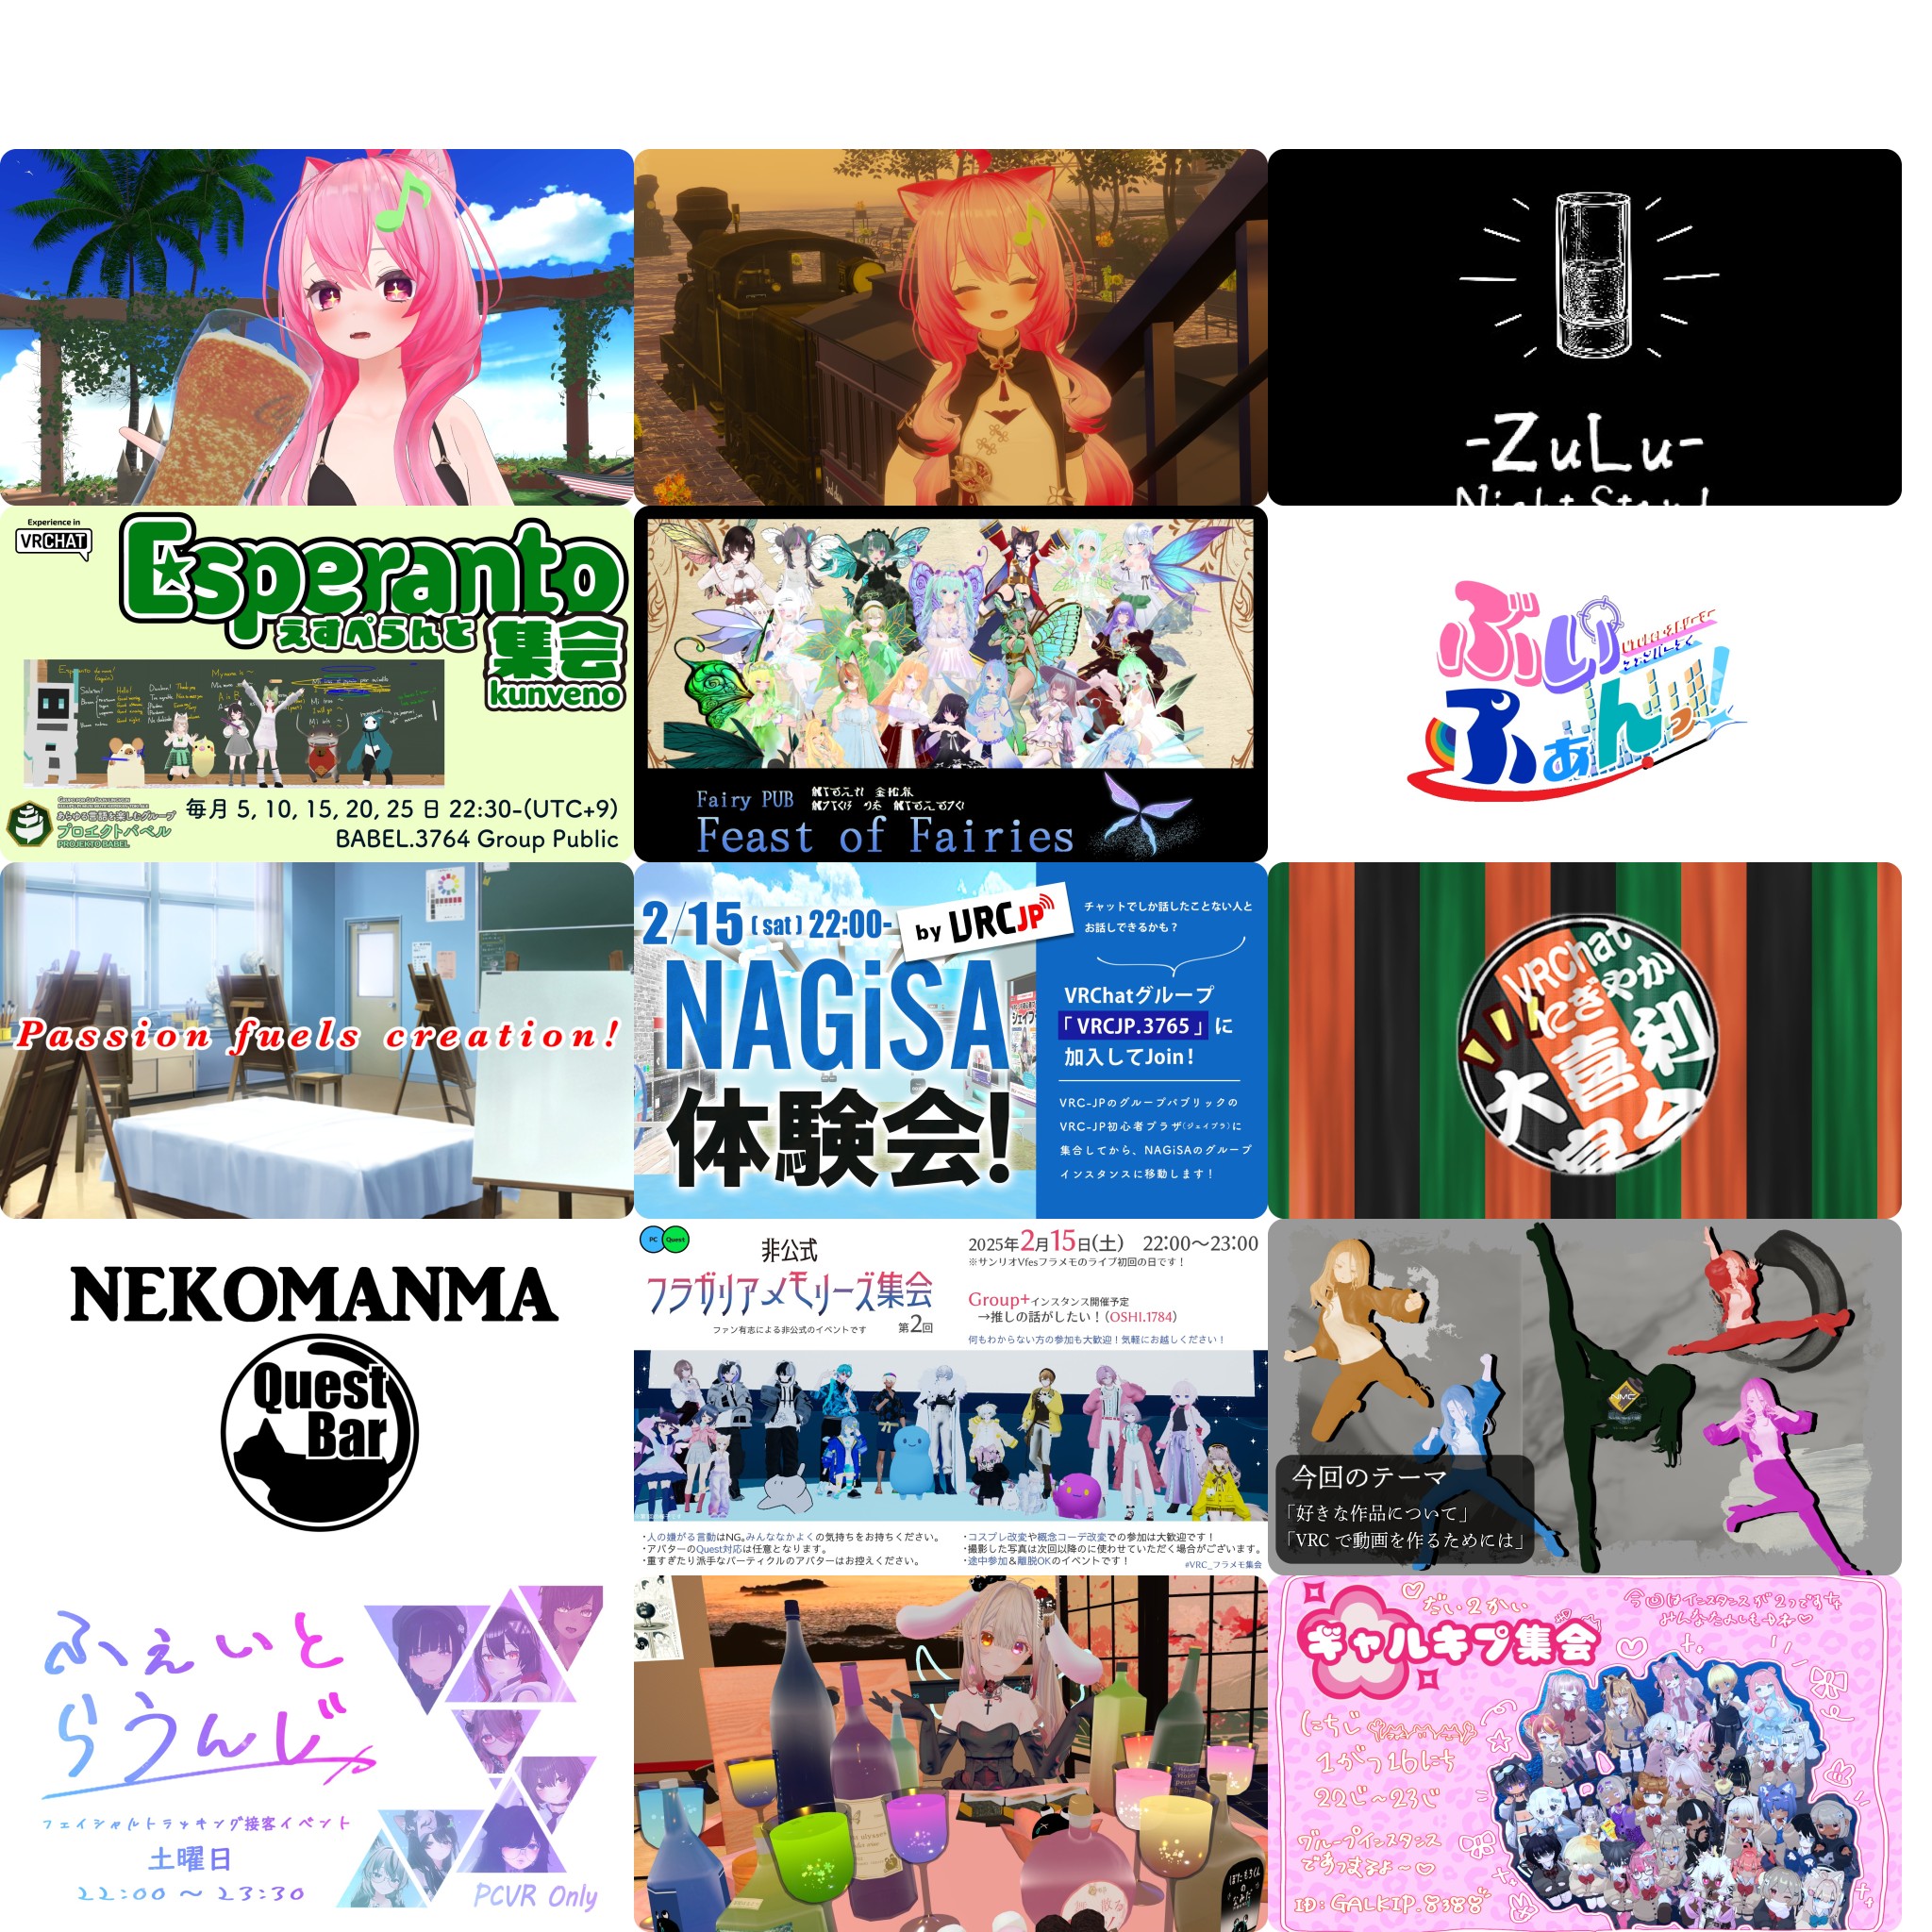 -ZuLu-
Experience in
VRCHAT
Esperanto
えすぺらんと
集会
kunveno
あらゆる言語を楽しむグループ
プロエクトバベル
PROJEKTO BABEL
毎月 5, 10, 15, 20, 25 日 22:30-(UTC+9)
BABEL.3764 Group Public
Fairy PUB
Feast of Fairies
ぶい
ふぁんっ!
Passion fuels creation!
2/15 (sat) 22:00-
by VRCJP
NAGiSA
体験会!
チャットでしか話したことない人と
お話しできるかも?
VRChatグループ
「VRCJP.3765」に
加入してJoin!
VRC-JPのグループパブリックの
VRC-JP初心者プラザ(ジェイプラ)に
集合してから、NAGiSAのグループ
インスタンスに移動します!
VRChat
にぎやか
大喜利
NEKOMANMA
Quest
Bar
PC Quest
非公式
フラガリアメモリーズ集会
ファン有志による非公式のイベントです
第2回
2025年2月15日(土) 22:00〜23:00
※サンリオVfesフラメモのライブ初回の日です!
Group+インスタンス開催予定
→推しの話がしたい!(OSHI.1784)
何もわからない方の参加も大歓迎!気軽にお越しください!
・人の嫌がる言動はNG。みんななかよくの気持ちをお持ちください。
・アバターのQuest対応は任意となります。
・重すぎたり派手なパーティクルのアバターはお控えください。
・コスプレ改変や概念コーデ改変での参加は大歓迎です!
・撮影した写真は次回以降のに使わせていただく場合がございます。
・途中参加&離脱OKのイベントです!
#VRC_フラメモ集会
NMC
今回のテーマ
「好きな作品について」
「VRCで動画を作るためには」
ふぇいと
らうんじ
フェイシャルトラッキング接客イベント
土曜日
22:00 〜 23:30
PCVR Only
だい2かい
ギャルキプ集会
今回はインスタンスが2つです
みんなたのしもうね♡
にちじ
1がつ16にち
22じ〜23じ
グループインスタンス
であつまるよ〜♡
ID:GALKIP.8388